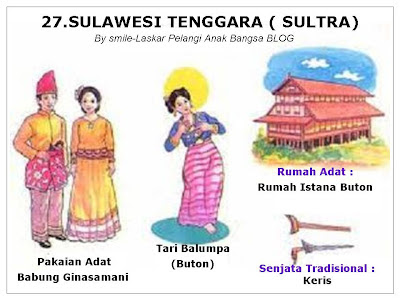 27.SULAWESI TENGGARA ( SULTRA)
By smile-Laskar Pelangi Anak Bangsa BLOG
Rumah Adat :
Rumah Istana Buton
Tari Balumpa
(Buton)
Pakaian Adat
Babung Ginasamani
Senjata Tradisional :
Keris